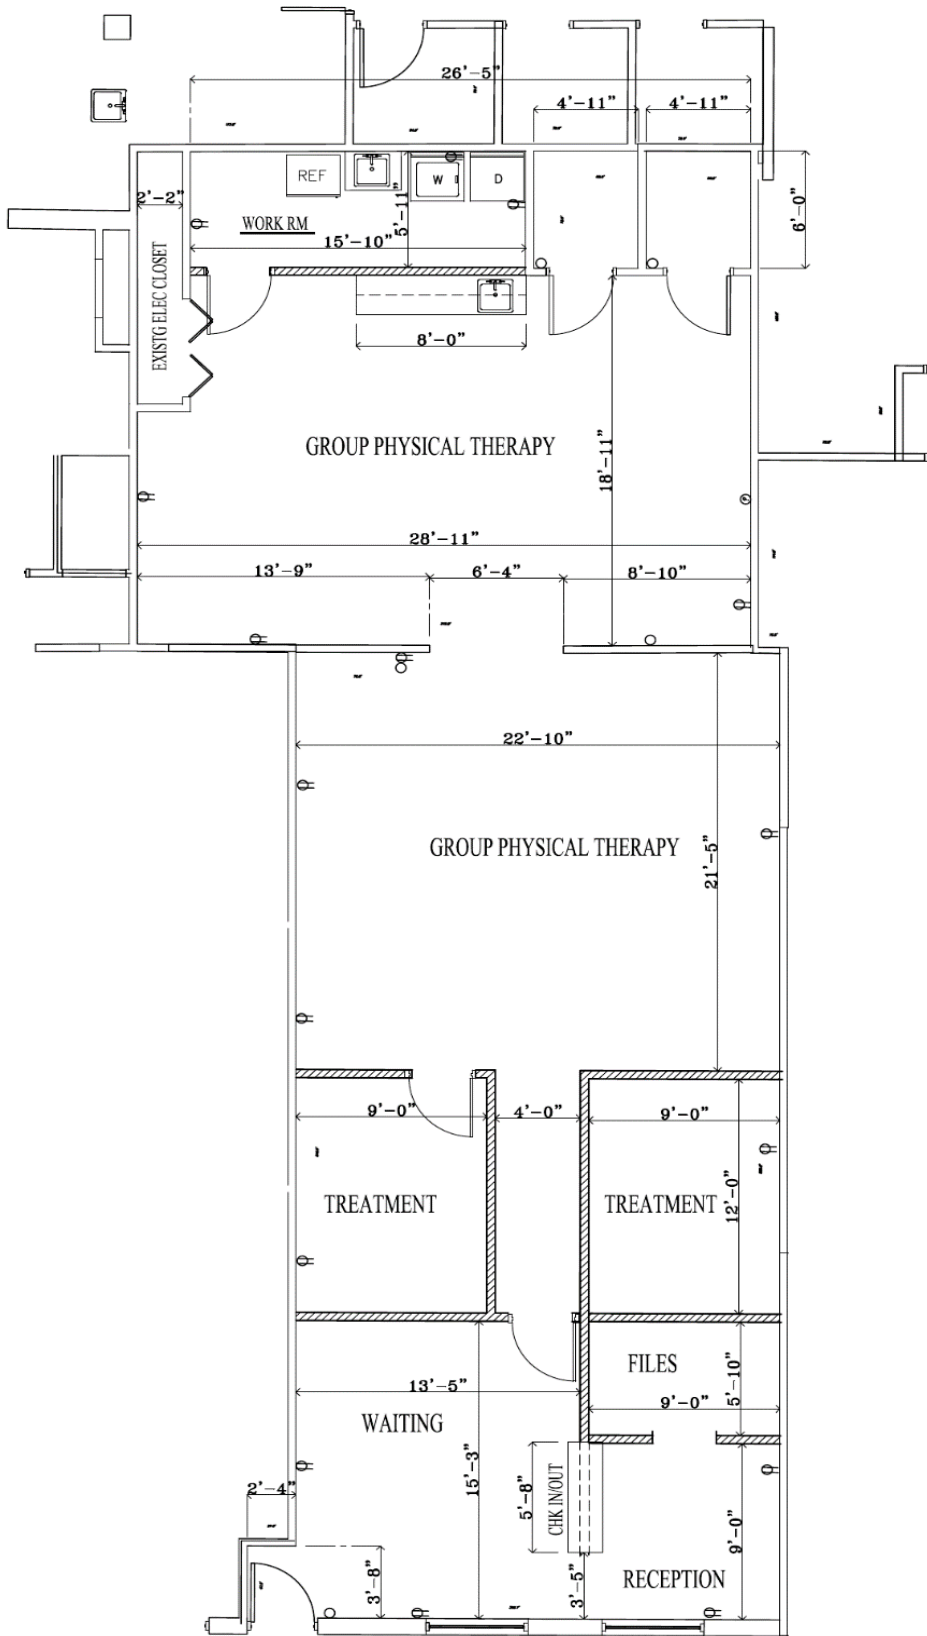 26'-5"
4'-11"
4'-11"
REF
W
D
2'-2"
WORK RM
5'-11"
6'-0"
15'-10"
EXISTG ELEC CLOSET
8'-0"
GROUP PHYSICAL THERAPY
18'-11"
28'-11"
13'-9"
6'-4"
8'-10"
22'-10"
GROUP PHYSICAL THERAPY
21'-5"
9'-0"
4'-0"
9'-0"
TREATMENT
TREATMENT
12'-0"
FILES
5'-10"
13'-5"
9'-0"
WAITING
15'-3"
2'-4"
5'-8"
CHK IN/OUT
9'-0"
3'-8"
3'-5"
RECEPTION